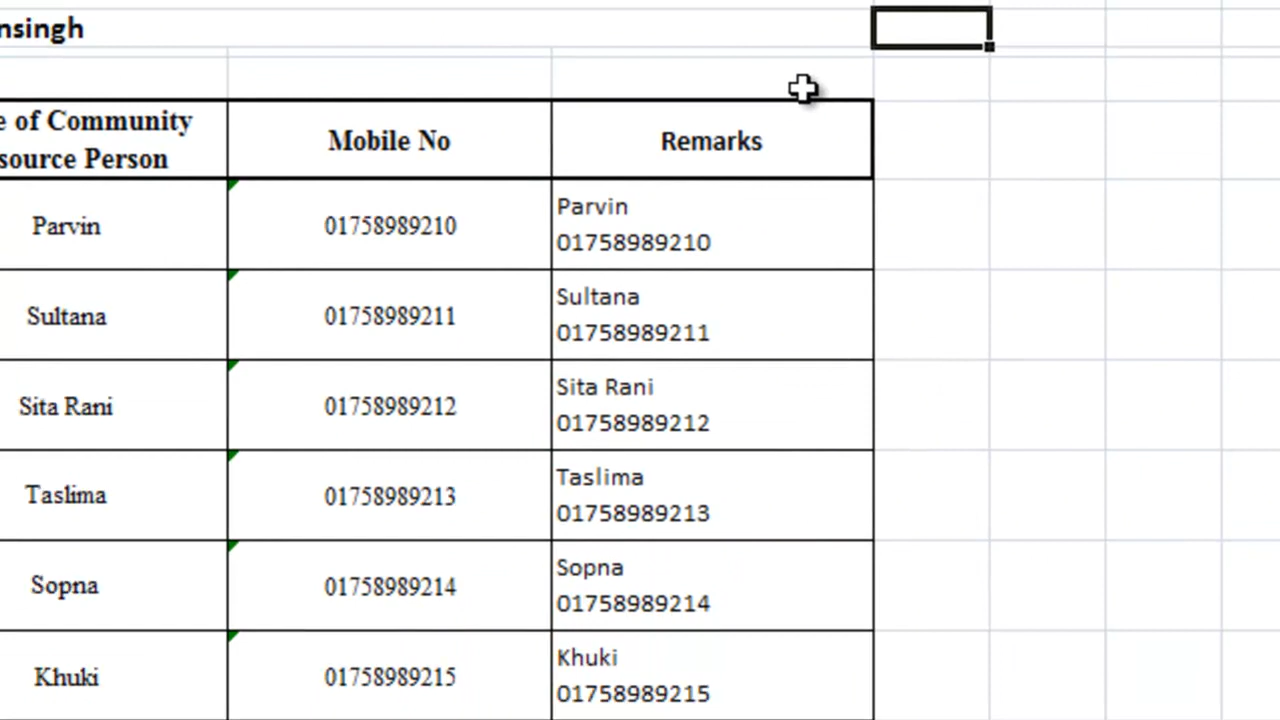 nsingh
e of Community
source Person
Mobile No
Remarks
Parvin
01758989210
Parvin
01758989210
Sultana
01758989211
Sultana
01758989211
Sita Rani
01758989212
Sita Rani
01758989212
Taslima
01758989213
Taslima
01758989213
Sopna
01758989214
Sopna
01758989214
Khuki
01758989215
Khuki
01758989215